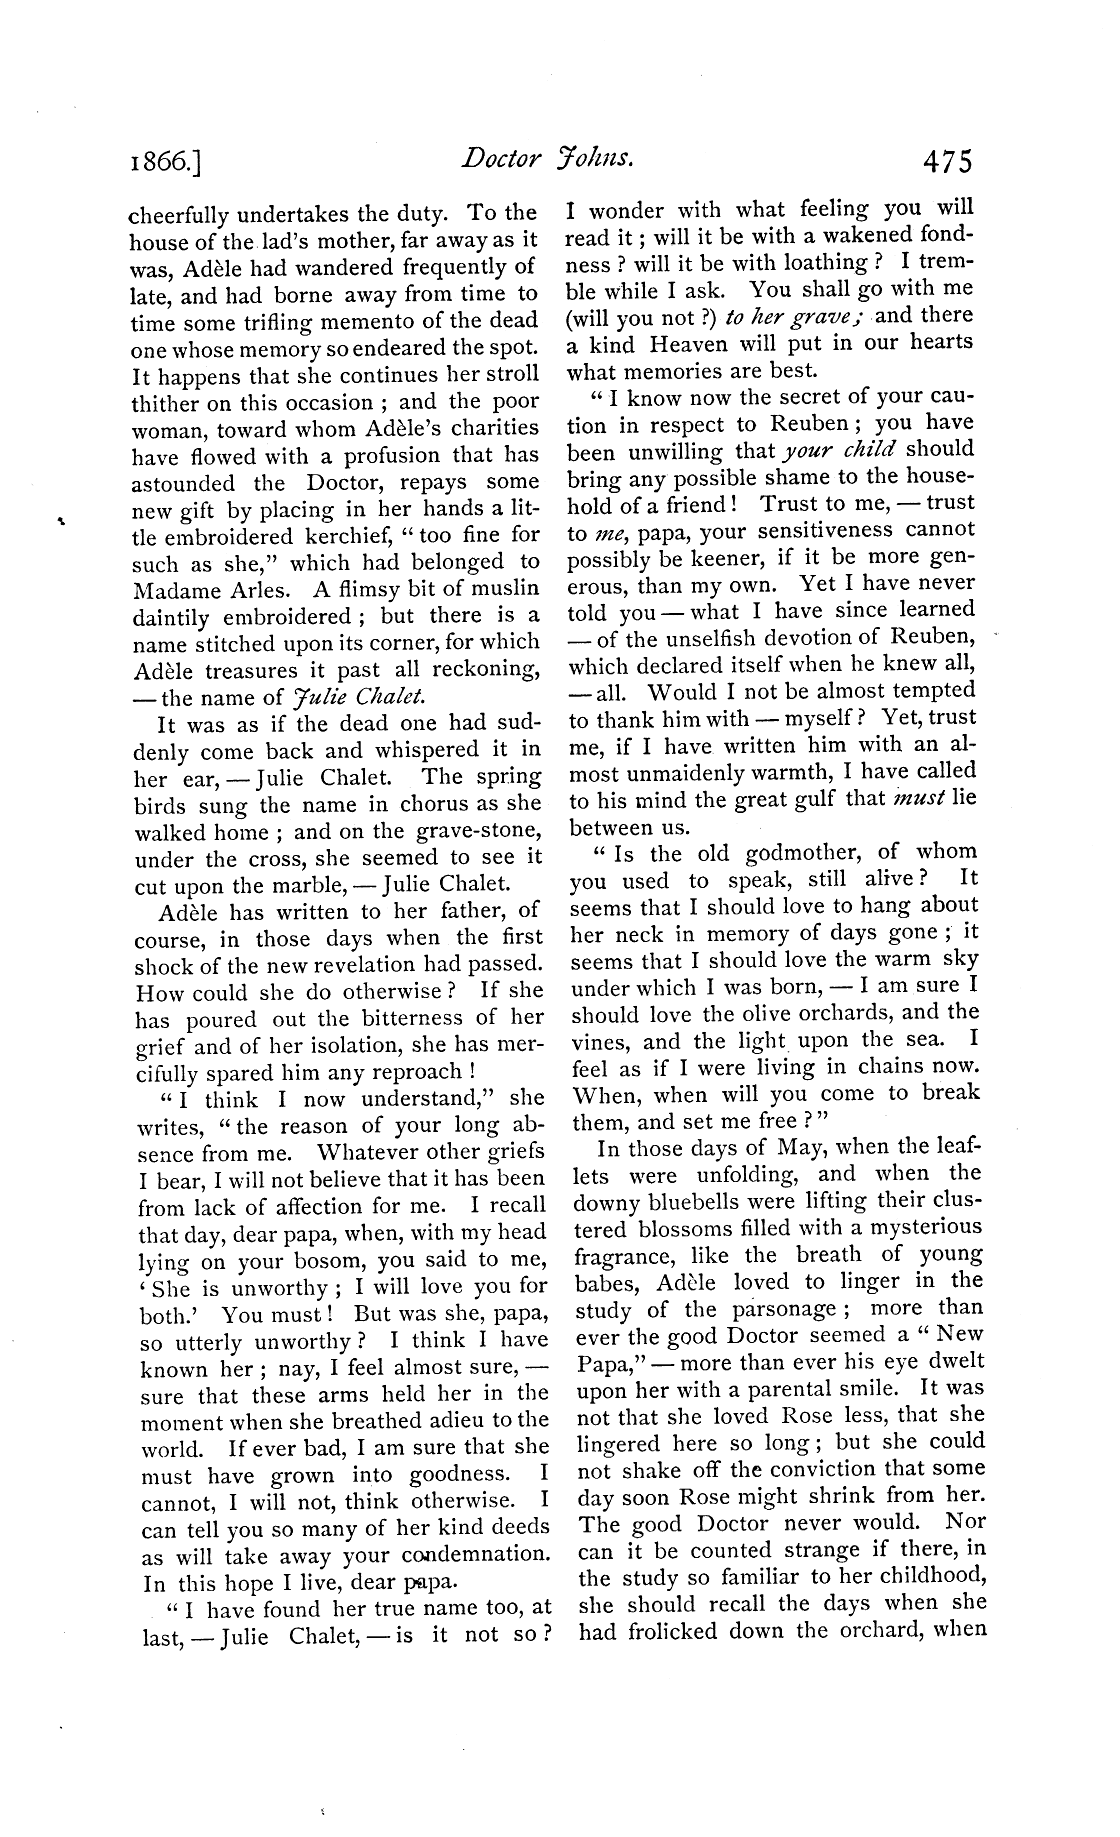 1866.] Doctor Johns. 475
cheerfully undertakes the duty. To the
house of the lad's mother, far away as it
was, Adèle had wandered frequently of
late, and had borne away from time to
time some trifling memento of the dead
one whose memory so endeared the spot.
It happens that she continues her stroll
thither on this occasion ; and the poor
woman, toward whom Adèle's charities
have flowed with a profusion that has
astounded the Doctor, repays some
new gift by placing in her hands a lit-
tle embroidered kerchief, “ too fine for
such as she,” which had belonged to
Madame Arles. A flimsy bit of muslin
daintily embroidered ; but there is a
name stitched upon its corner, for which
Adèle treasures it past all reckoning,
— the name of Julie Chalet.
It was as if the dead one had sud-
denly come back and whispered it in
her ear, — Julie Chalet. The spring
birds sung the name in chorus as she
walked home ; and on the grave-stone,
under the cross, she seemed to see it
cut upon the marble, — Julie Chalet.
Adèle has written to her father, of
course, in those days when the first
shock of the new revelation had passed.
How could she do otherwise ? If she
has poured out the bitterness of her
grief and of her isolation, she has mer-
cifully spared him any reproach !
“ I think I now understand,” she
writes, “ the reason of your long ab-
sence from me. Whatever other griefs
I bear, I will not believe that it has been
from lack of affection for me. I recall
that day, dear papa, when, with my head
lying on your bosom, you said to me,
‘ She is unworthy ; I will love you for
both.’ You must ! But was she, papa,
so utterly unworthy ? I think I have
known her ; nay, I feel almost sure, —
sure that these arms held her in the
moment when she breathed adieu to the
world. If ever bad, I am sure that she
must have grown into goodness. I
cannot, I will not, think otherwise. I
can tell you so many of her kind deeds
as will take away your condemnation.
In this hope I live, dear papa.
“ I have found her true name too, at
last, — Julie Chalet, — is it not so ?
I wonder with what feeling you will
read it ; will it be with a wakened fond-
ness ? will it be with loathing ? I trem-
ble while I ask. You shall go with me
(will you not ?) to her grave ; and there
a kind Heaven will put in our hearts
what memories are best.
“ I know now the secret of your cau-
tion in respect to Reuben ; you have
been unwilling that your child should
bring any possible shame to the house-
hold of a friend ! Trust to me, — trust
to me, papa, your sensitiveness cannot
possibly be keener, if it be more gen-
erous, than my own. Yet I have never
told you — what I have since learned
— of the unselfish devotion of Reuben,
which declared itself when he knew all,
— all. Would I not be almost tempted
to thank him with — myself ? Yet, trust
me, if I have written him with an al-
most unmaidenly warmth, I have called
to his mind the great gulf that must lie
between us.
“ Is the old godmother, of whom
you used to speak, still alive ? It
seems that I should love to hang about
her neck in memory of days gone ; it
seems that I should love the warm sky
under which I was born, — I am sure I
should love the olive orchards, and the
vines, and the light upon the sea. I
feel as if I were living in chains now.
When, when will you come to break
them, and set me free ? ”
In those days of May, when the leaf-
lets were unfolding, and when the
downy bluebells were lifting their clus-
tered blossoms filled with a mysterious
fragrance, like the breath of young
babes, Adèle loved to linger in the
study of the parsonage ; more than
ever the good Doctor seemed a “ New
Papa,” — more than ever his eye dwelt
upon her with a parental smile. It was
not that she loved Rose less, that she
lingered here so long ; but she could
not shake off the conviction that some
day soon Rose might shrink from her.
The good Doctor never would. Nor
can it be counted strange if there, in
the study so familiar to her childhood,
she should recall the days when she
had frolicked down the orchard, when